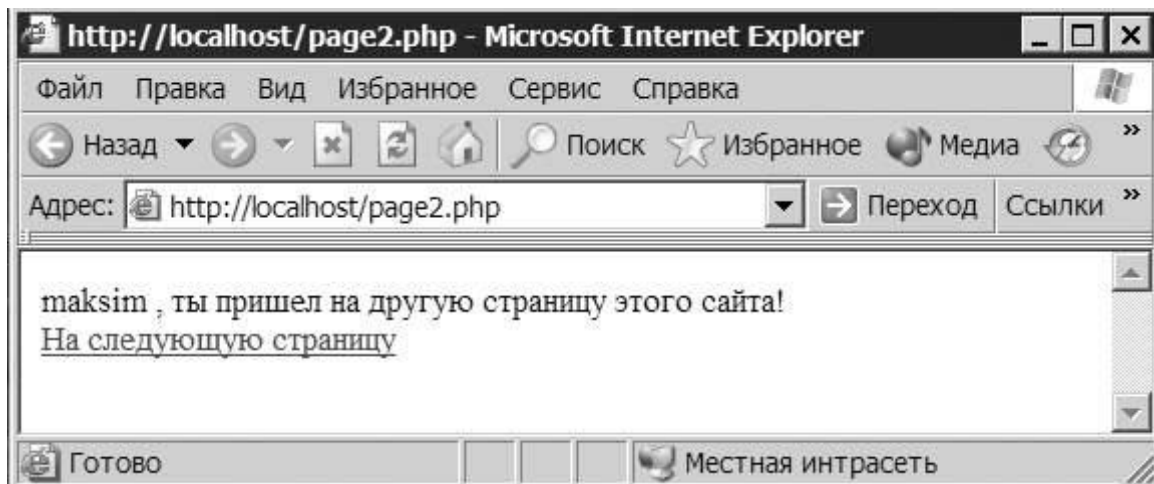 http://localhost/page2.php - Microsoft Internet Explorer
Файл Правка Вид Избранное Сервис Справка
Назад Поиск Избранное Медиа »
Адрес: http://localhost/page2.php Переход Ссылки »
maksim , ты пришел на другую страницу этого сайта!
На следующую страницу
Готово Местная интрасеть